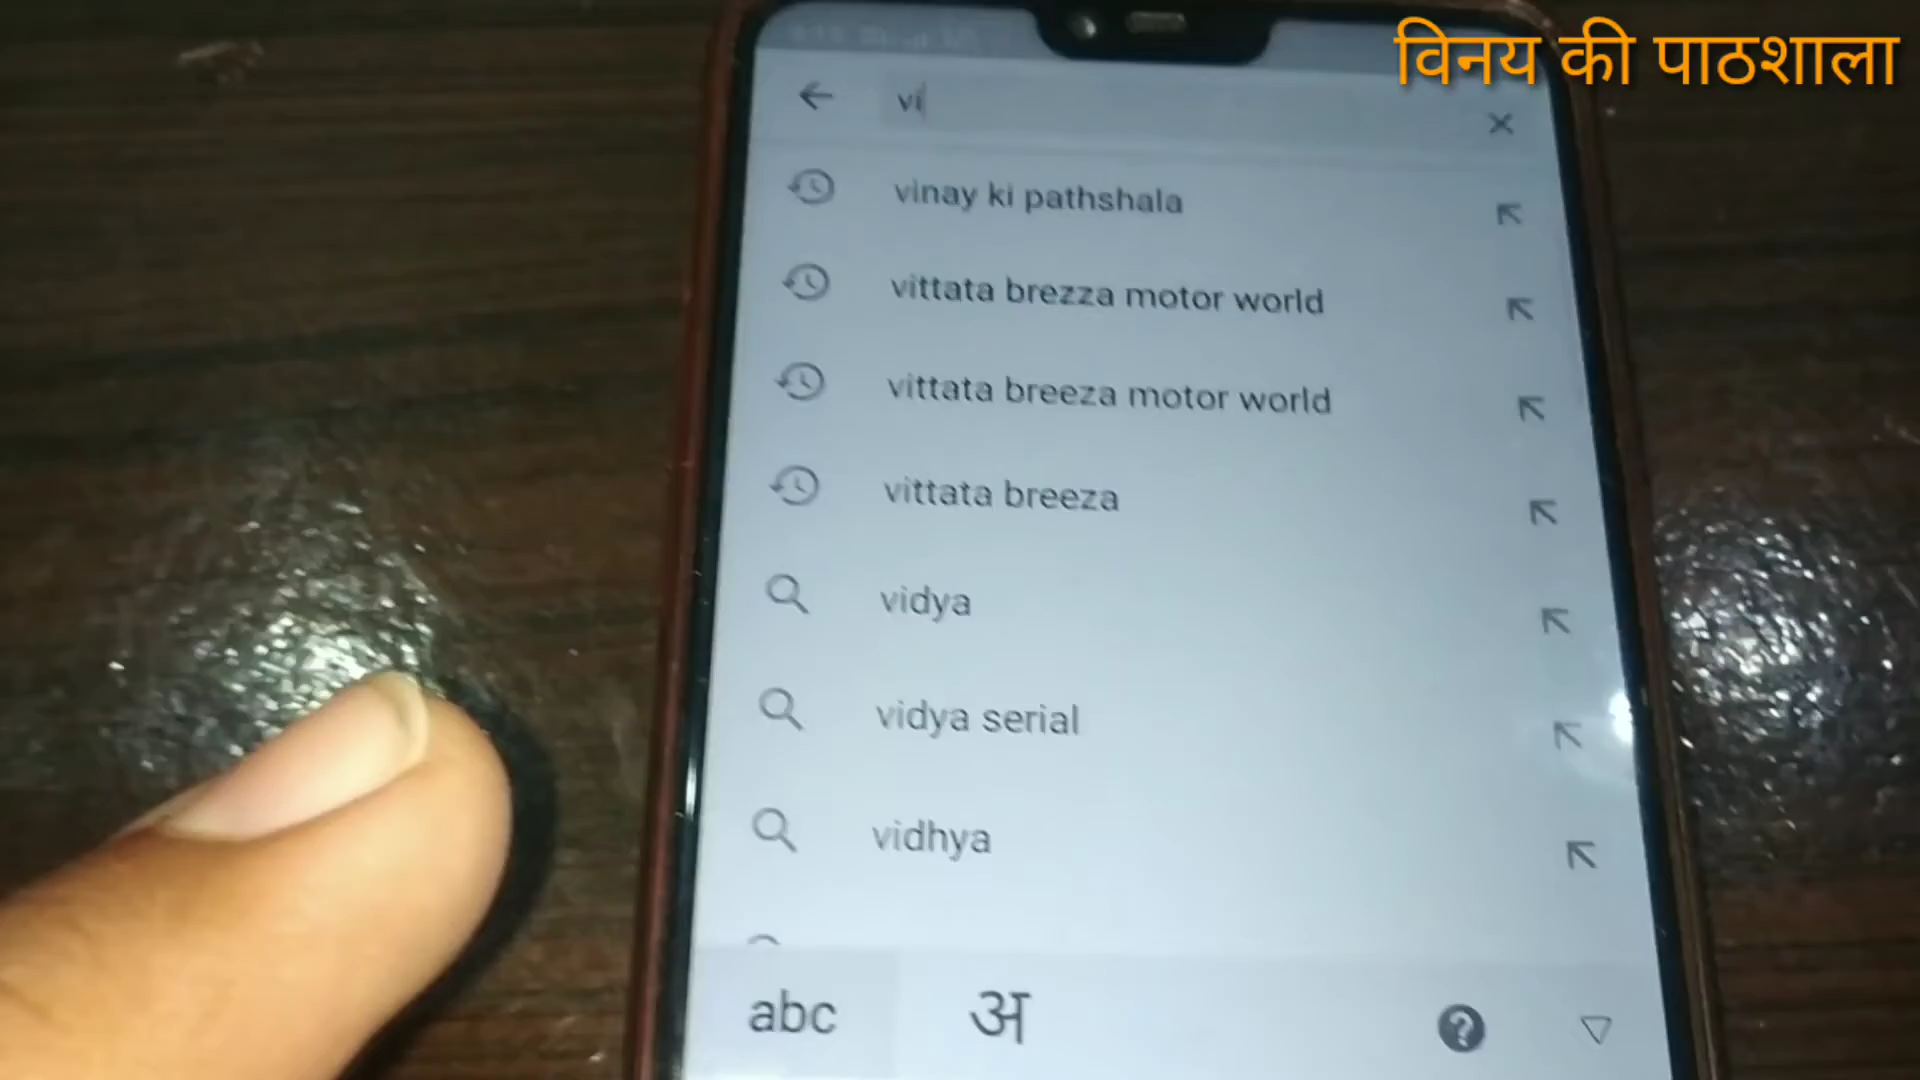 विनय की पाठशाला
vi
vinay ki pathshala
vittata brezza motor world
vittata breeza motor world
vittata breeza
vidya
vidya serial
vidhya
abc
अ
?